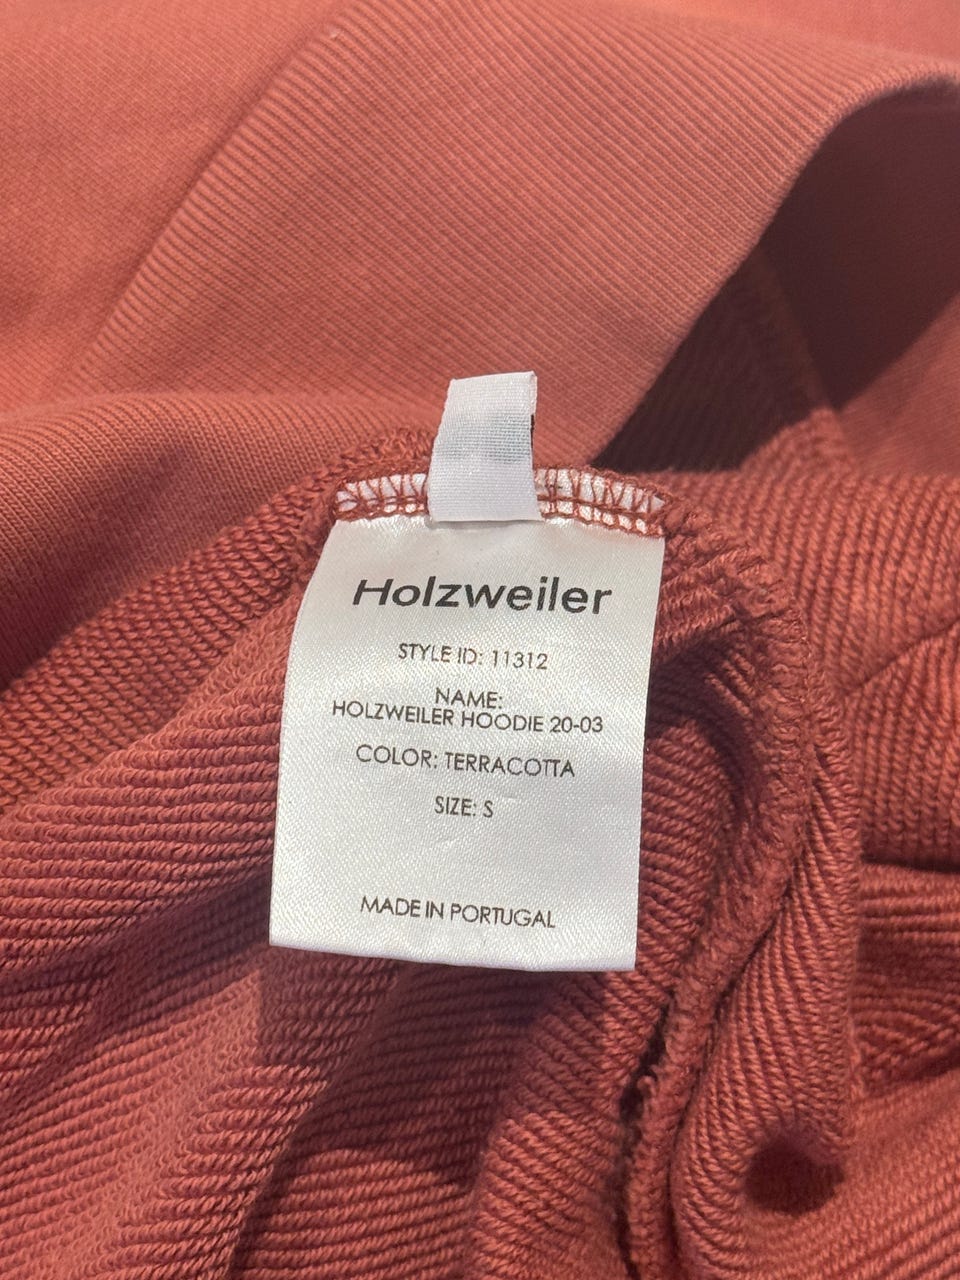 Holzweiler
STYLE ID: 11312
NAME:
HOLZWEILER HOODIE 20-03
COLOR: TERRACOTTA
SIZE: S
MADE IN PORTUGAL